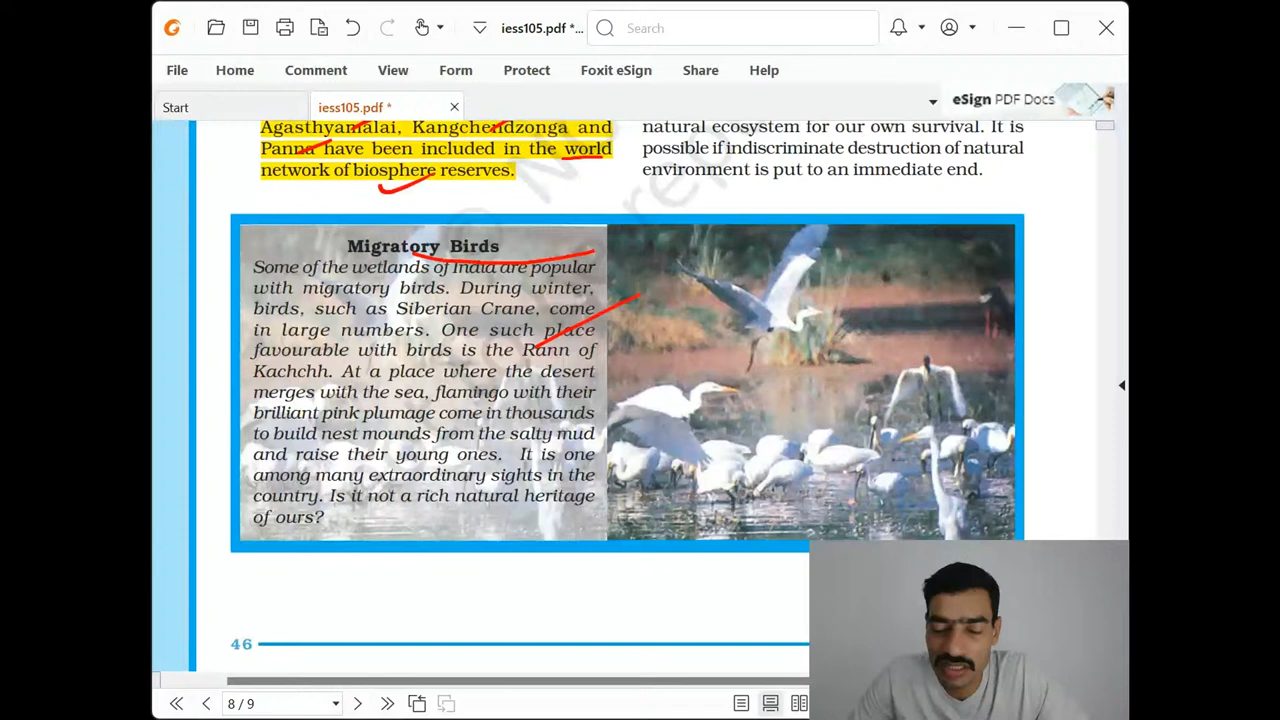 iess105.pdf *...
Search
File
Home
Comment
View
Form
Protect
Foxit eSign
Share
Help
Start
iess105.pdf *
eSign PDF Docs
Agasthyamalai, Kangchendzonga and
Panna have been included in the world
network of biosphere reserves.
natural ecosystem for our own survival. It is
possible if indiscriminate destruction of natural
environment is put to an immediate end.
Migratory Birds
Some of the wetlands of India are popular
with migratory birds. During winter,
birds, such as Siberian Crane, come
in large numbers. One such place
favourable with birds is the Rann of
Kachchh. At a place where the desert
merges with the sea, flamingo with their
brilliant pink plumage come in thousands
to build nest mounds from the salty mud
and raise their young ones. It is one
among many extraordinary sights in the
country. Is it not a rich natural heritage
of ours?
46
8 / 9